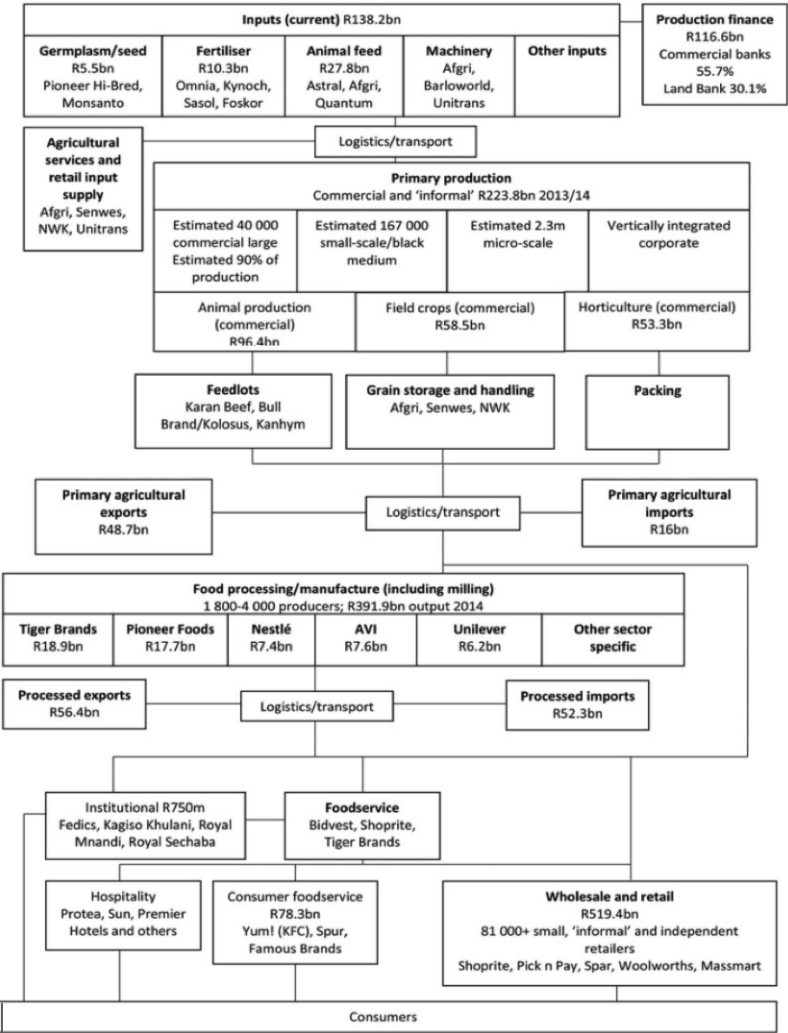 Inputs (current) R138.2bn
Germplasm/seed
R5.5bn
Pioneer Hi-Bred,
Monsanto
Fertiliser
R10.3bn
Omnia, Kynoch,
Sasol, Foskor
Animal feed
R27.8bn
Astral, Afgri,
Quantum
Machinery
Afgri,
Barloworld,
Unitrans
Other inputs
Production finance
R116.6bn
Commercial banks
55.7%
Land Bank 30.1%
Logistics/transport
Agricultural
services and
retail input
supply
Afgri, Senwes,
NWK, Unitrans
Primary production
Commercial and ‘informal’ R223.8bn 2013/14
Estimated 40 000
commercial large
Estimated 90% of
production
Estimated 167 000
small-scale/black
medium
Estimated 2.3m
micro-scale
Vertically integrated
corporate
Animal production
(commercial)
R96.4bn
Field crops (commercial)
R58.5bn
Horticulture (commercial)
R53.3bn
Feedlots
Karan Beef, Bull
Brand/Kolosus, Kanhym
Grain storage and handling
Afgri, Senwes, NWK
Packing
Primary agricultural
exports
R48.7bn
Logistics/transport
Primary agricultural
imports
R16bn
Food processing/manufacture (including milling)
1 800-4 000 producers; R391.9bn output 2014
Tiger Brands
R18.9bn
Pioneer Foods
R17.7bn
Nestlé
R7.4bn
AVI
R7.6bn
Unilever
R6.2bn
Other sector
specific
Processed exports
R56.4bn
Logistics/transport
Processed imports
R52.3bn
Institutional R750m
Fedics, Kagiso Khulani, Royal
Mnandi, Royal Sechaba
Foodservice
Bidvest, Shoprite,
Tiger Brands
Hospitality
Protea, Sun, Premier
Hotels and others
Consumer foodservice
R78.3bn
Yum! (KFC), Spur,
Famous Brands
Wholesale and retail
R519.4bn
81 000+ small, ‘informal’ and independent
retailers
Shoprite, Pick n Pay, Spar, Woolworths, Massmart
Consumers